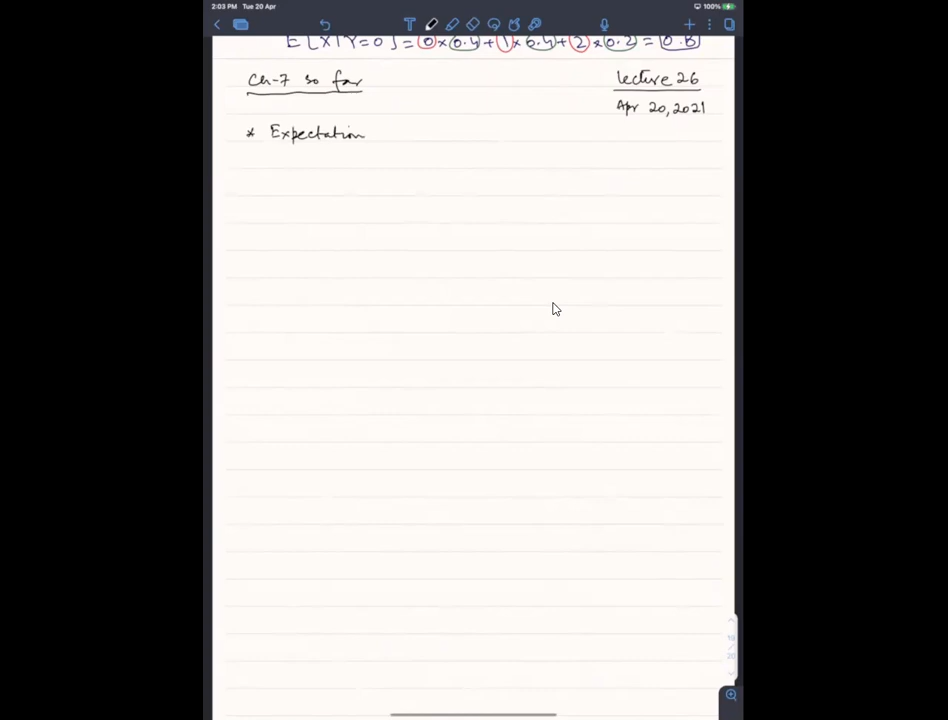 2:03 PM Tue 20 Apr
100%
E[X|Y=0] = 0×0.4+1×0.4+2×0.2 = 0.8
Ch-7 so far
lecture 26
Apr 20, 2021
* Expectation